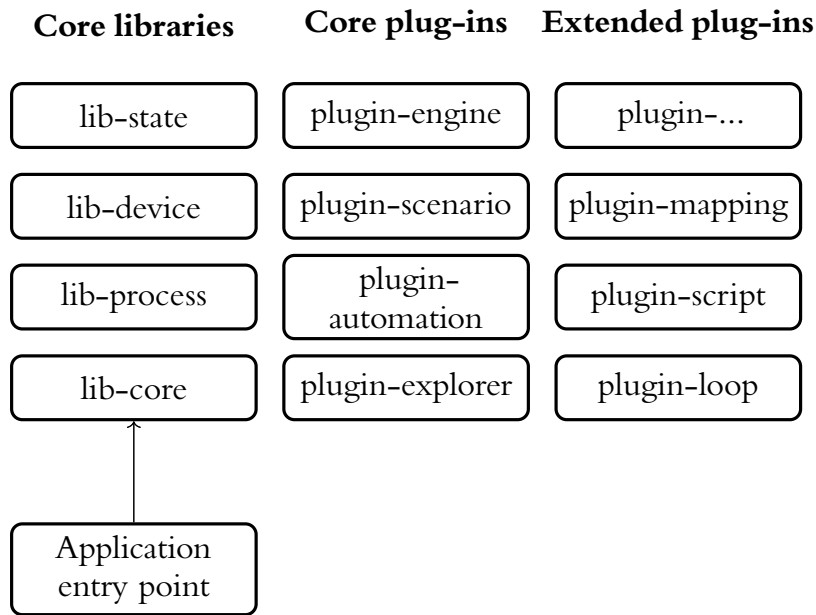 Core libraries
Core plug-ins
Extended plug-ins
lib-state
plugin-engine
plugin-...
lib-device
plugin-scenario
plugin-mapping
lib-process
plugin-
automation
plugin-script
lib-core
plugin-explorer
plugin-loop
Application
entry point